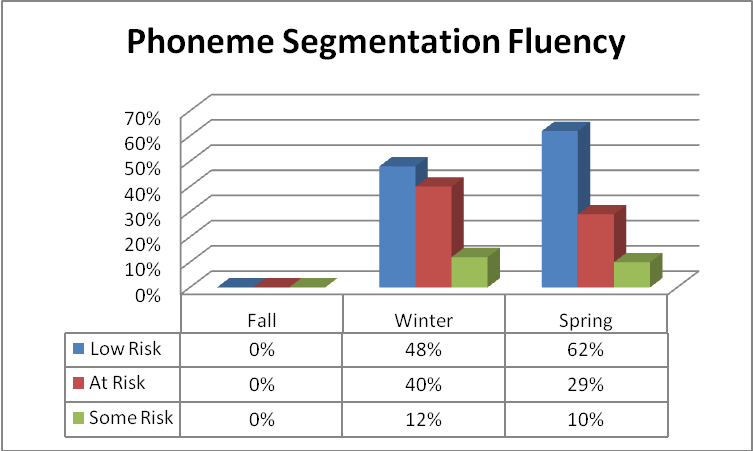 Phoneme Segmentation Fluency
70%
60%
50%
40%
30%
20%
10%
0%
Fall Winter Spring
Low Risk 0% 48% 62%
At Risk 0% 40% 29%
Some Risk 0% 12% 10%